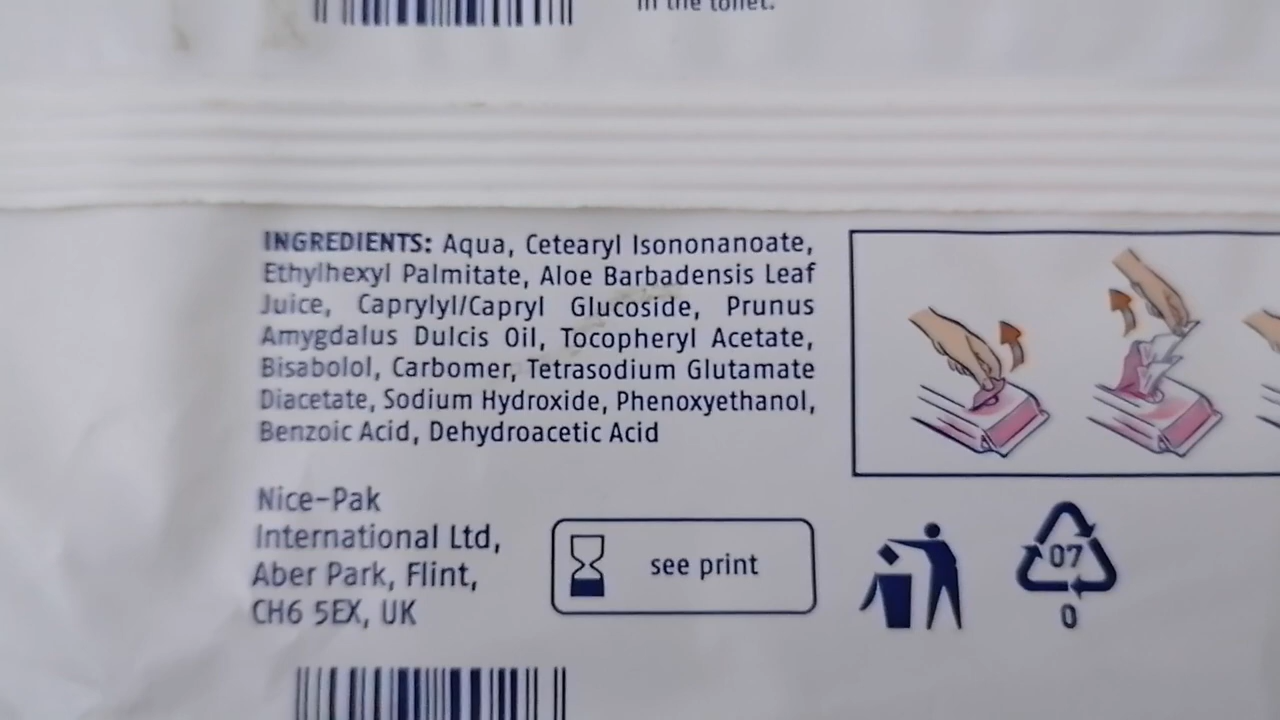 in the toilet.
INGREDIENTS: Aqua, Cetearyl Isononanoate,
Ethylhexyl Palmitate, Aloe Barbadensis Leaf
Juice, Caprylyl/Capryl Glucoside, Prunus
Amygdalus Dulcis Oil, Tocopheryl Acetate,
Bisabolol, Carbomer, Tetrasodium Glutamate
Diacetate, Sodium Hydroxide, Phenoxyethanol,
Benzoic Acid, Dehydroacetic Acid
Nice-Pak
International Ltd,
Aber Park, Flint,
CH6 5EX, UK
see print
07
0